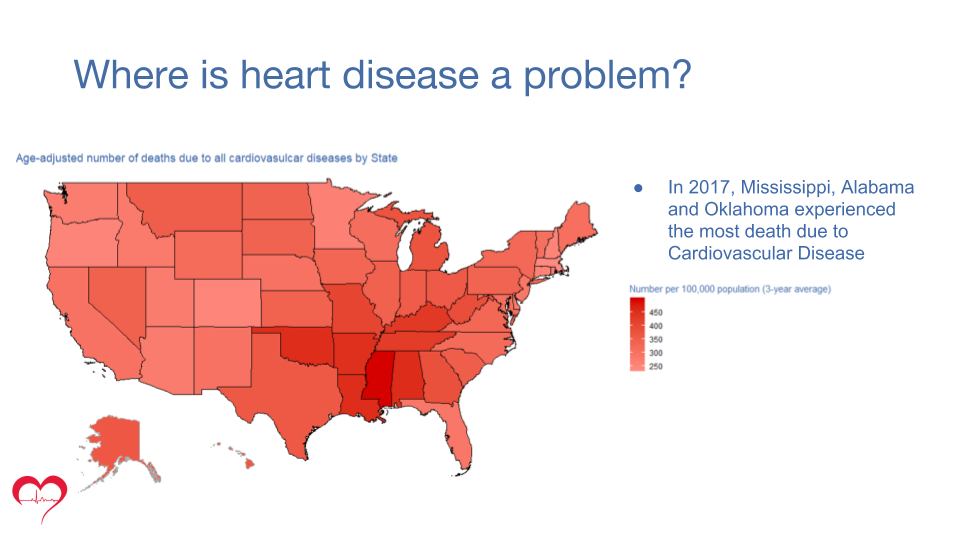 Where is heart disease a problem?
Age-adjusted number of deaths due to all cardiovasulcar diseases by State
● In 2017, Mississippi, Alabama
and Oklahoma experienced
the most death due to
Cardiovascular Disease
Number per 100,000 population (3-year average)
450
400
350
300
250